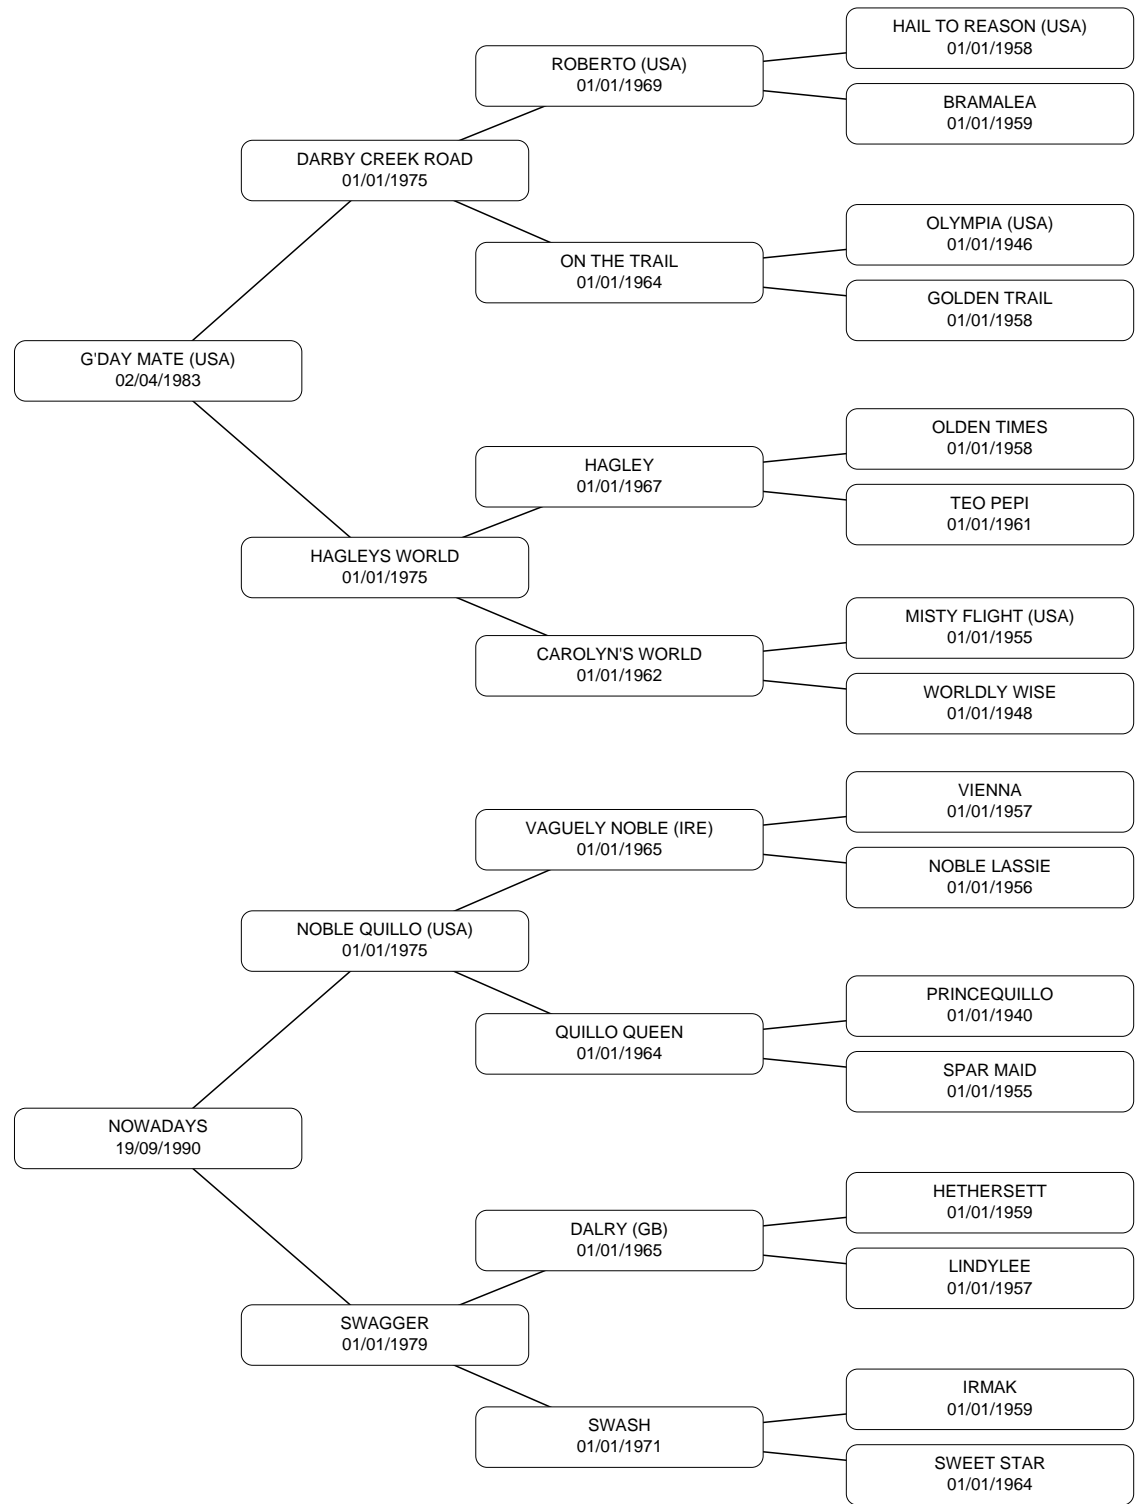 HAIL TO REASON (USA)
01/01/1958
ROBERTO (USA)
01/01/1969
BRAMALEA
01/01/1959
DARBY CREEK ROAD
01/01/1975
OLYMPIA (USA)
01/01/1946
ON THE TRAIL
01/01/1964
GOLDEN TRAIL
01/01/1958
G'DAY MATE (USA)
02/04/1983
OLDEN TIMES
01/01/1958
HAGLEY
01/01/1967
TEO PEPI
01/01/1961
HAGLEYS WORLD
01/01/1975
MISTY FLIGHT (USA)
01/01/1955
CAROLYN'S WORLD
01/01/1962
WORLDLY WISE
01/01/1948
VIENNA
01/01/1957
VAGUELY NOBLE (IRE)
01/01/1965
NOBLE LASSIE
01/01/1956
NOBLE QUILLO (USA)
01/01/1975
PRINCEQUILLO
01/01/1940
QUILLO QUEEN
01/01/1964
SPAR MAID
01/01/1955
NOWADAYS
19/09/1990
HETHERSETT
01/01/1959
DALRY (GB)
01/01/1965
LINDYLEE
01/01/1957
SWAGGER
01/01/1979
IRMAK
01/01/1959
SWASH
01/01/1971
SWEET STAR
01/01/1964